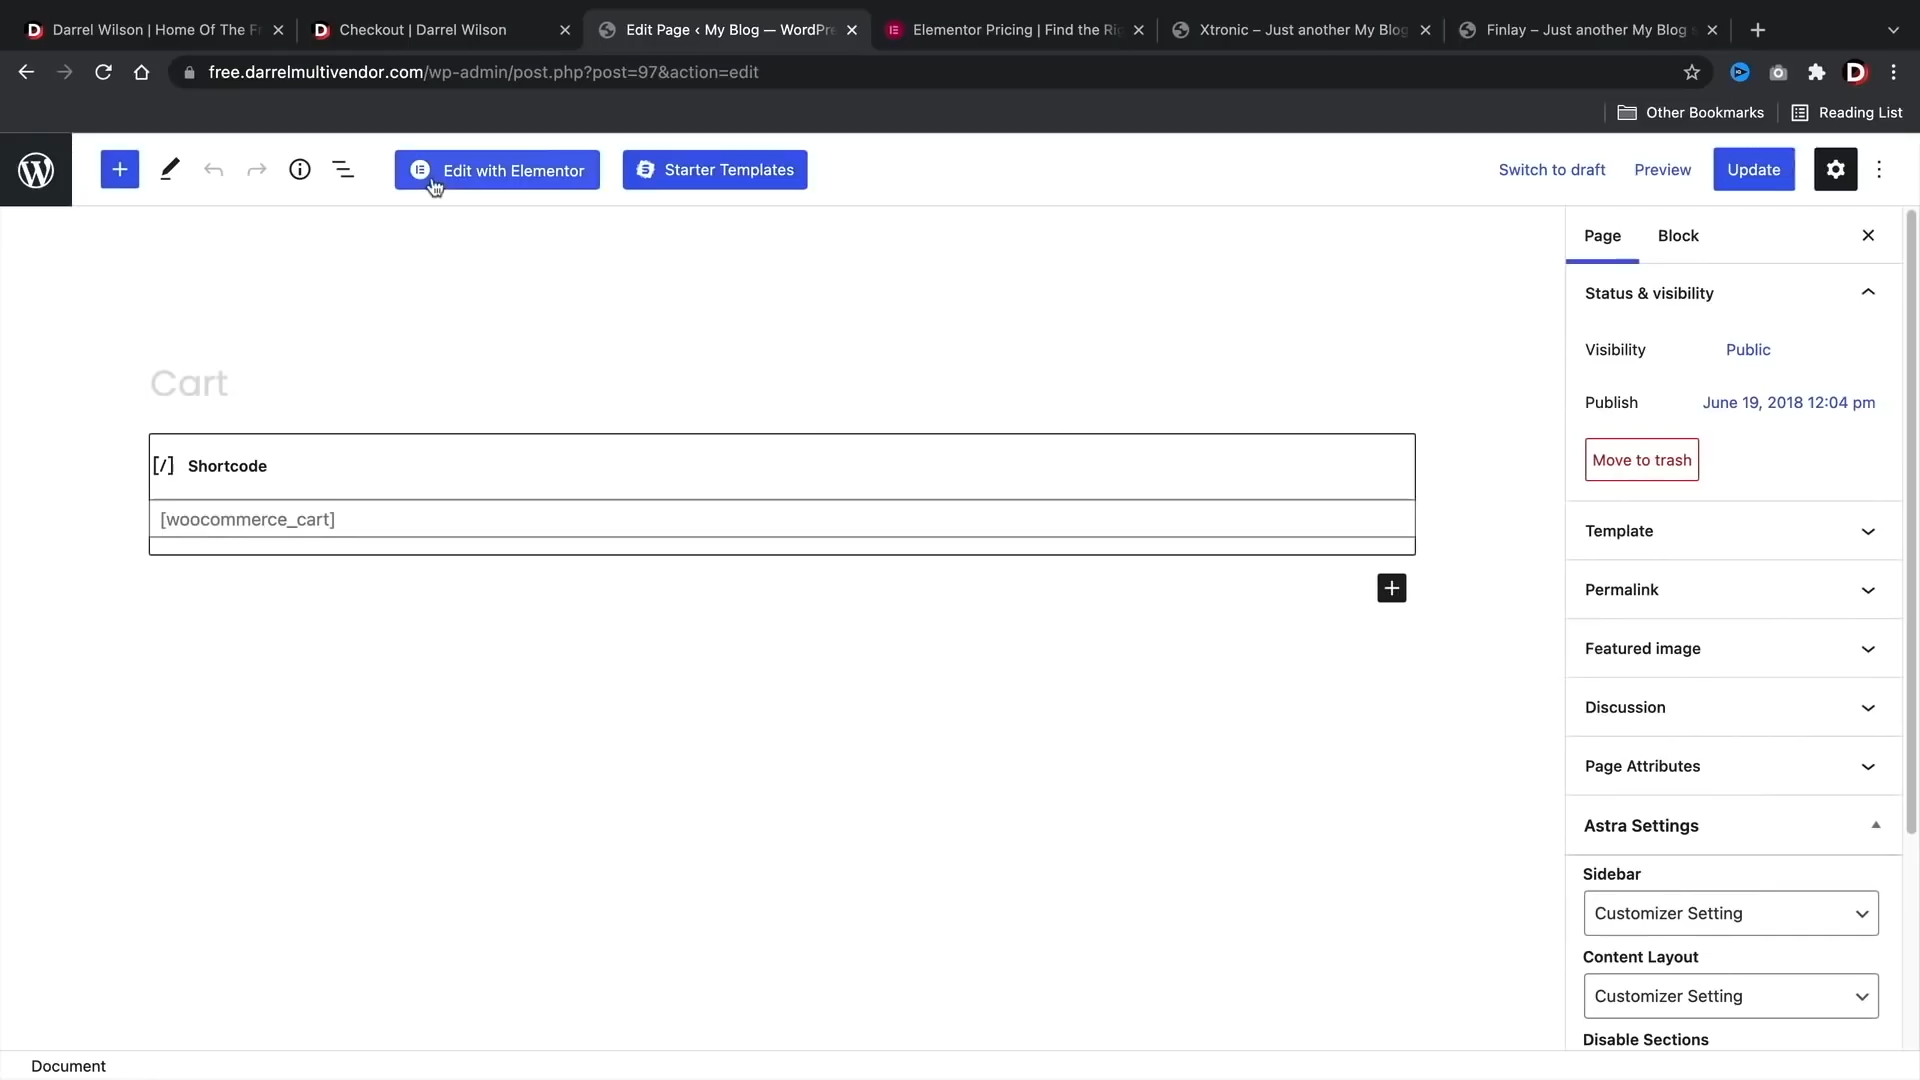 Darrel Wilson | Home Of The Fr
Checkout | Darrel Wilson
Edit Page ‹ My Blog — WordPre
Elementor Pricing | Find the Rig
Xtronic – Just another My Blog
Finlay – Just another My Blog s
free.darrelmultivendor.com/wp-admin/post.php?post=97&action=edit
Other Bookmarks
Reading List
Edit with Elementor
Starter Templates
Switch to draft
Preview
Update
Page
Block
Status & visibility
Visibility
Public
Publish
June 19, 2018 12:04 pm
Move to trash
Cart
[/] Shortcode
[woocommerce_cart]
Template
Permalink
Featured image
Discussion
Page Attributes
Astra Settings
Sidebar
Customizer Setting
Content Layout
Customizer Setting
Disable Sections
Document